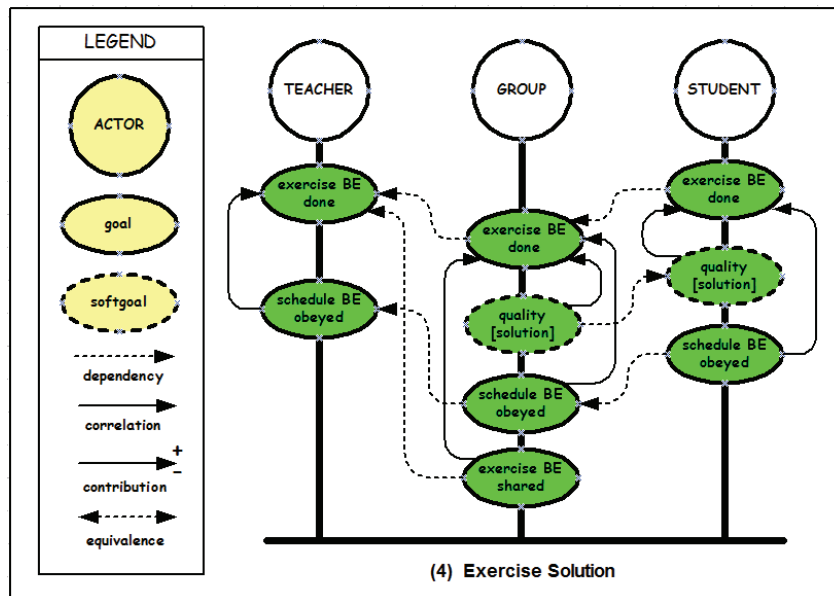 LEGEND
ACTOR
goal
softgoal
dependency
correlation
+
−
contribution
equivalence
TEACHER
GROUP
STUDENT
exercise BE
done
schedule BE
obeyed
exercise BE
done
quality
[solution]
schedule BE
obeyed
exercise BE
shared
exercise BE
done
quality
[solution]
schedule BE
obeyed
(4) Exercise Solution